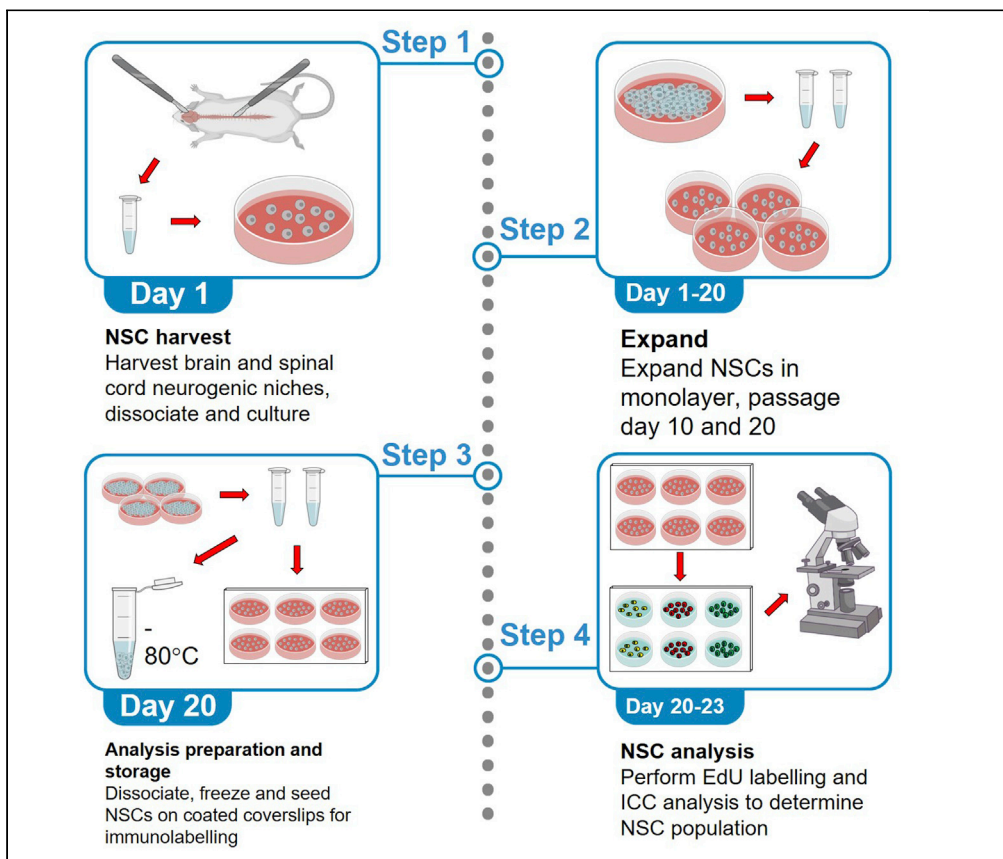 Step 1
Day 1
NSC harvest
Harvest brain and spinal
cord neurogenic niches,
dissociate and culture
Step 2
Day 1-20
Expand
Expand NSCs in
monolayer, passage
day 10 and 20
Step 3
-
80°C
Day 20
Analysis preparation and
storage
Dissociate, freeze and seed
NSCs on coated coverslips for
immunolabelling
Step 4
Day 20-23
NSC analysis
Perform EdU labelling and
ICC analysis to determine
NSC population